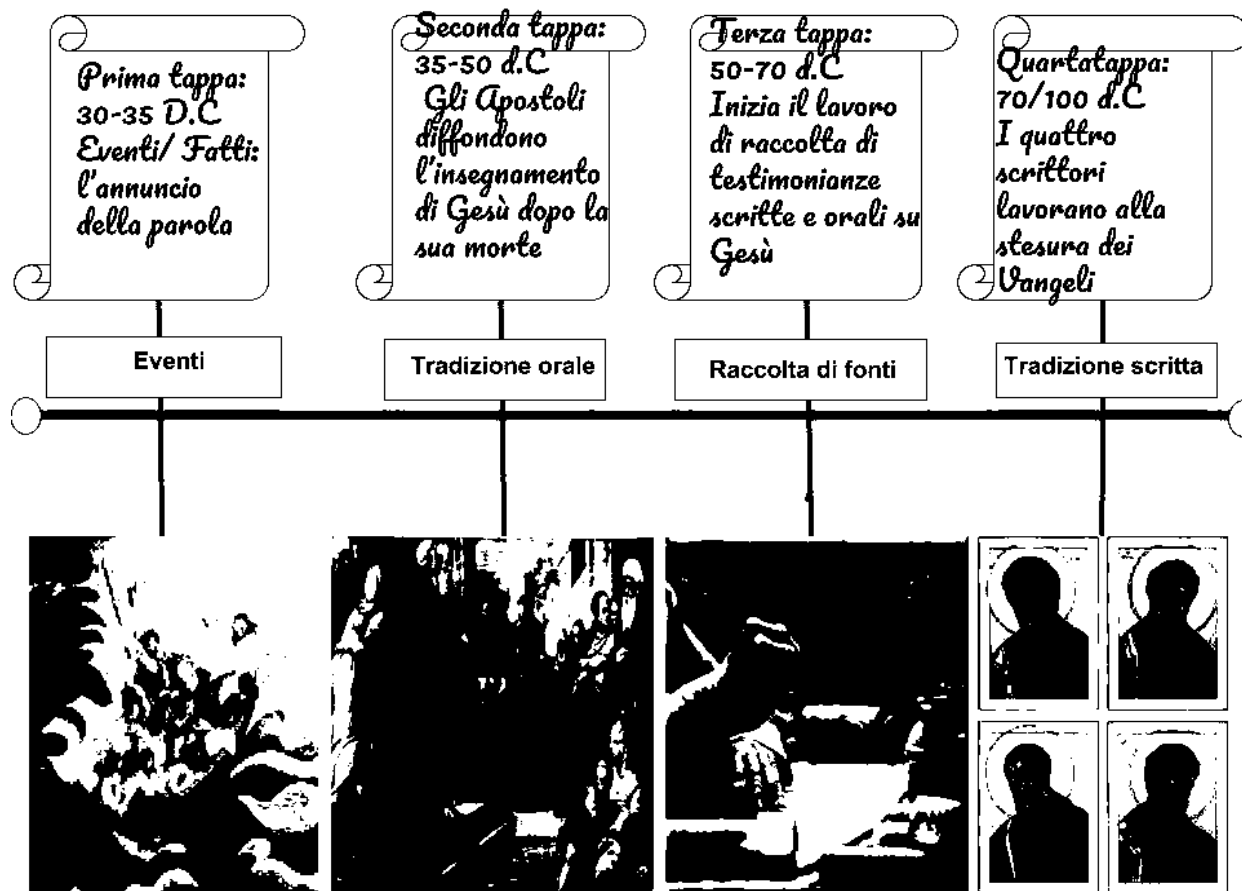 Prima tappa:
30-35 D.C
Eventi/ Fatti:
l'annuncio
della parola
Seconda tappa:
35-50 d.C
Gli Apostoli
diffondono
l'insegnamento
di Gesù dopo la
sua morte
Terza tappa:
50-70 d.C
Inizia il lavoro
di raccolta di
testimonianze
scritte e orali su
Gesù
Quartatappa:
70/100 d.C
I quattro
scrittori
lavorano alla
stesura dei
Vangeli
Eventi
Tradizione orale
Raccolta di fonti
Tradizione scritta